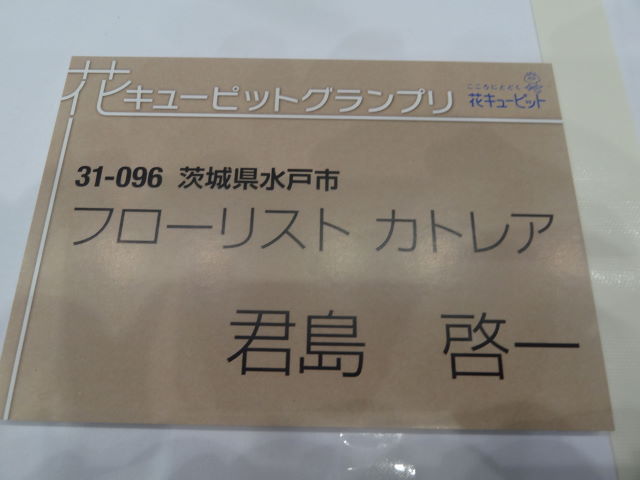 花キューピットグランプリ
こころにとどく
花キューピット
31-096 茨城県水戸市
フローリスト カトレア
君島 啓一